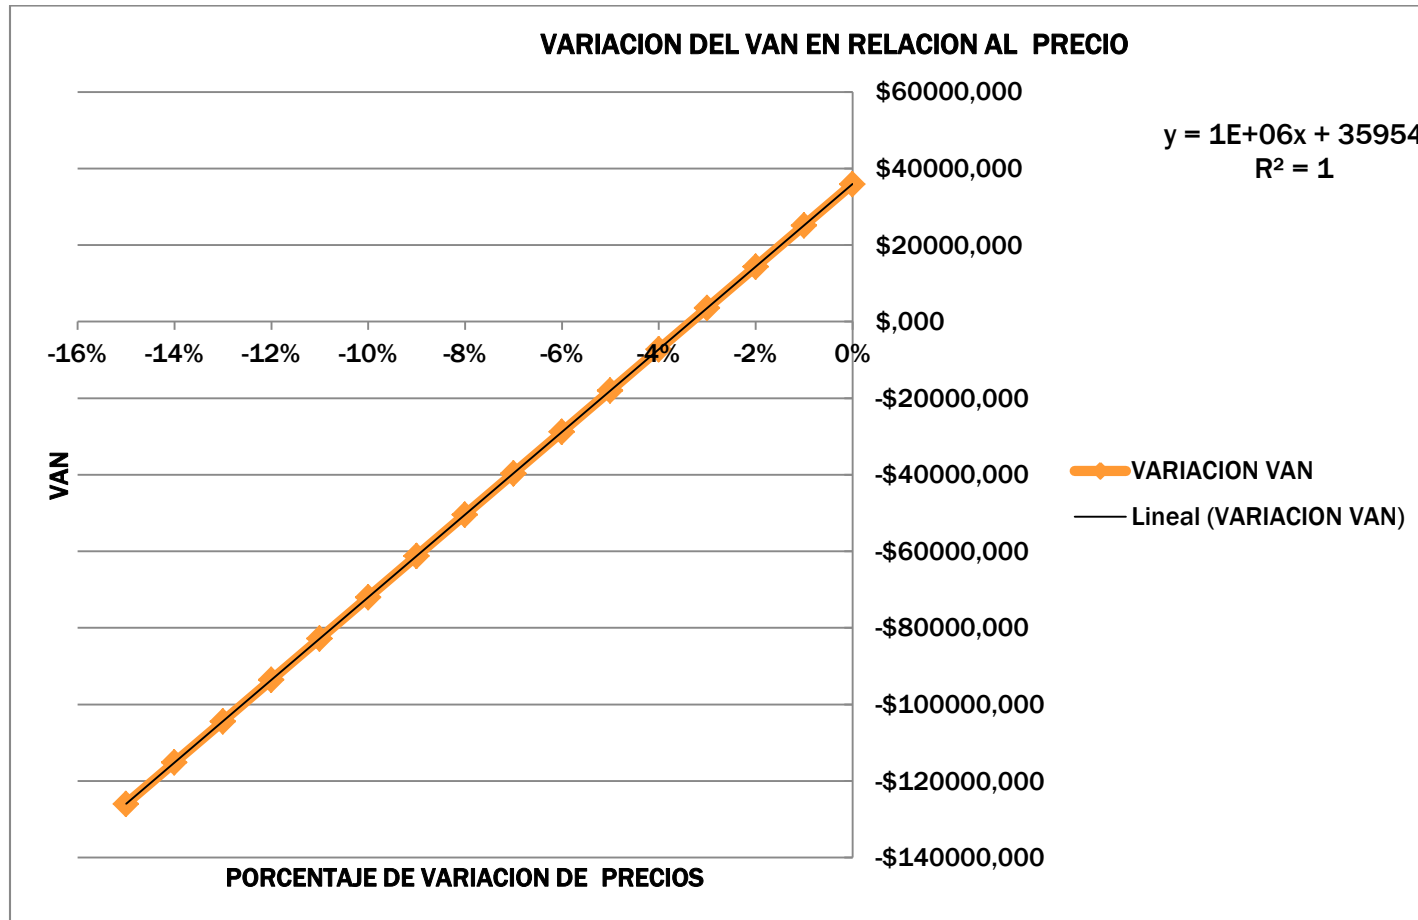 VARIACION DEL VAN EN RELACION AL  PRECIO
$60000,000
y = 1E+06x + 35954
R² = 1
$40000,000
$20000,000
$,000
-16%
-14%
-12%
-10%
-8%
-6%
-4%
-2%
0%
-$20000,000
-$40000,000
-$60000,000
-$80000,000
-$100000,000
-$120000,000
-$140000,000
VAN
VARIACION VAN
Lineal (VARIACION VAN)
PORCENTAJE DE VARIACION DE  PRECIOS